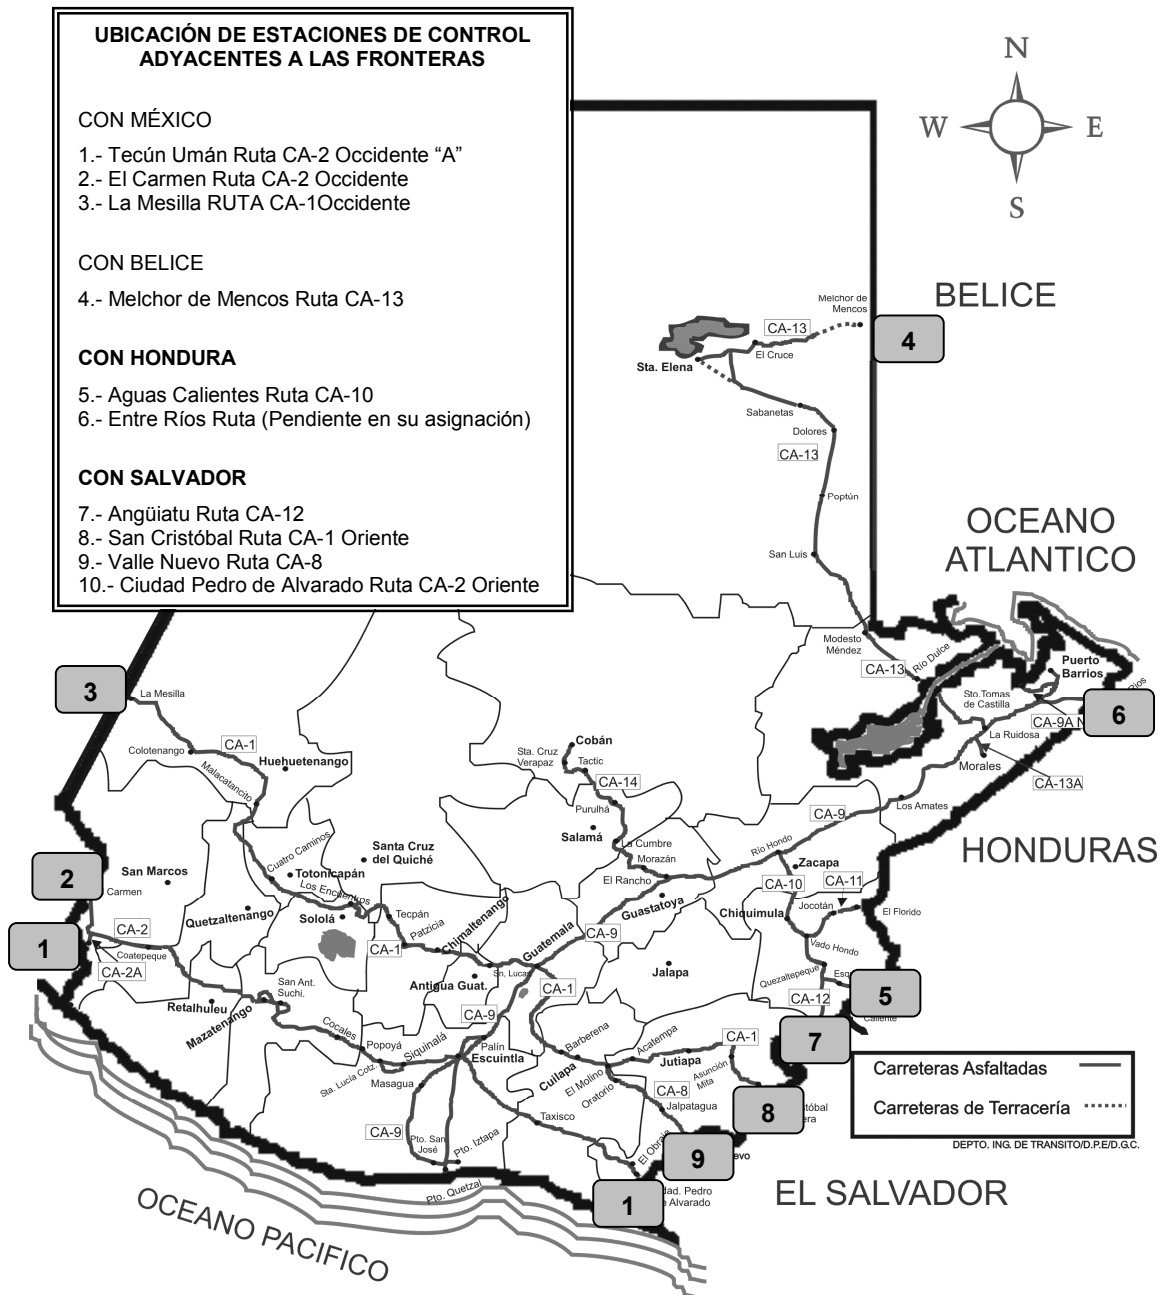 UBICACIÓN DE ESTACIONES DE CONTROL
ADYACENTES A LAS FRONTERAS
CON MÉXICO
1.- Tecún Umán Ruta CA-2 Occidente “A”
2.- El Carmen Ruta CA-2 Occidente
3.- La Mesilla RUTA CA-1Occidente
CON BELICE
4.- Melchor de Mencos Ruta CA-13
CON HONDURA
5.- Aguas Calientes Ruta CA-10
6.- Entre Ríos Ruta (Pendiente en su asignación)
CON SALVADOR
7.- Angüiatu Ruta CA-12
8.- San Cristóbal Ruta CA-1 Oriente
9.- Valle Nuevo Ruta CA-8
10.- Ciudad Pedro de Alvarado Ruta CA-2 Oriente
N
W
E
S
BELICE
Melchor de
Mencos
CA-13
4
El Cruce
Sta. Elena
Sabanetas
Dolores
CA-13
Poptún
San Luis
OCEANO
ATLANTICO
Modesto
Méndez
CA-13
Río Dulce
Puerto
Barrios
Sto.Tomas
de Castilla
Rios
6
CA-9A N
La Ruidosa
Morales
CA-13A
Los Amates
CA-9
HONDURAS
3
La Mesilla
Colotenango
CA-1
Huehuetenango
Malacatancito
Cobán
Sta. Cruz
Verapaz
Tactic
CA-14
Purulhá
Salamá
La Cumbre
Morazán
El Rancho
Río Hondo
Zacapa
CA-10
CA-11
Guastatoya
Chiquimula
Jocotán
El Florido
Vado Hondo
Cuatro Caminos
Santa Cruz
del Quiché
Totonicapán
Los Encuentros
San Marcos
2
Carmen
Quetzaltenango
Sololá
Tecpán
Patzicia
Chimaltenango
CA-1
1
CA-2
Coatepeque
CA-2A
Guatemala
CA-9
Sn, Lucas
Antigua Guat.
CA-1
Jalapa
Quezaltepeque
Esq
5
CA-12
Caliente
San Ant.
Suchi.
Retalhuleu
Mazatenango
CA-9
Cocales
Popoyá
Siquinalá
Palín
Escuintla
Sta. Lucía Cotz.
Masagua
Barberena
Cuilapa
El Molino
Oratorio
Acatempa
Jutiapa
CA-1
Asunción
Mita
7
CA-8
Jalpatagua
8
stóbal
era
Taxisco
CA-9
Pto. San
José
Pto. Iztapa
Pto. Quetzal
El Obraje
9
evo
1
dad. Pedro
e Alvarado
Carreteras Asfaltadas
Carreteras de Terracería
DEPTO. ING. DE TRANSITO/D.P.E/D.G.C.
EL SALVADOR
OCEANO PACIFICO